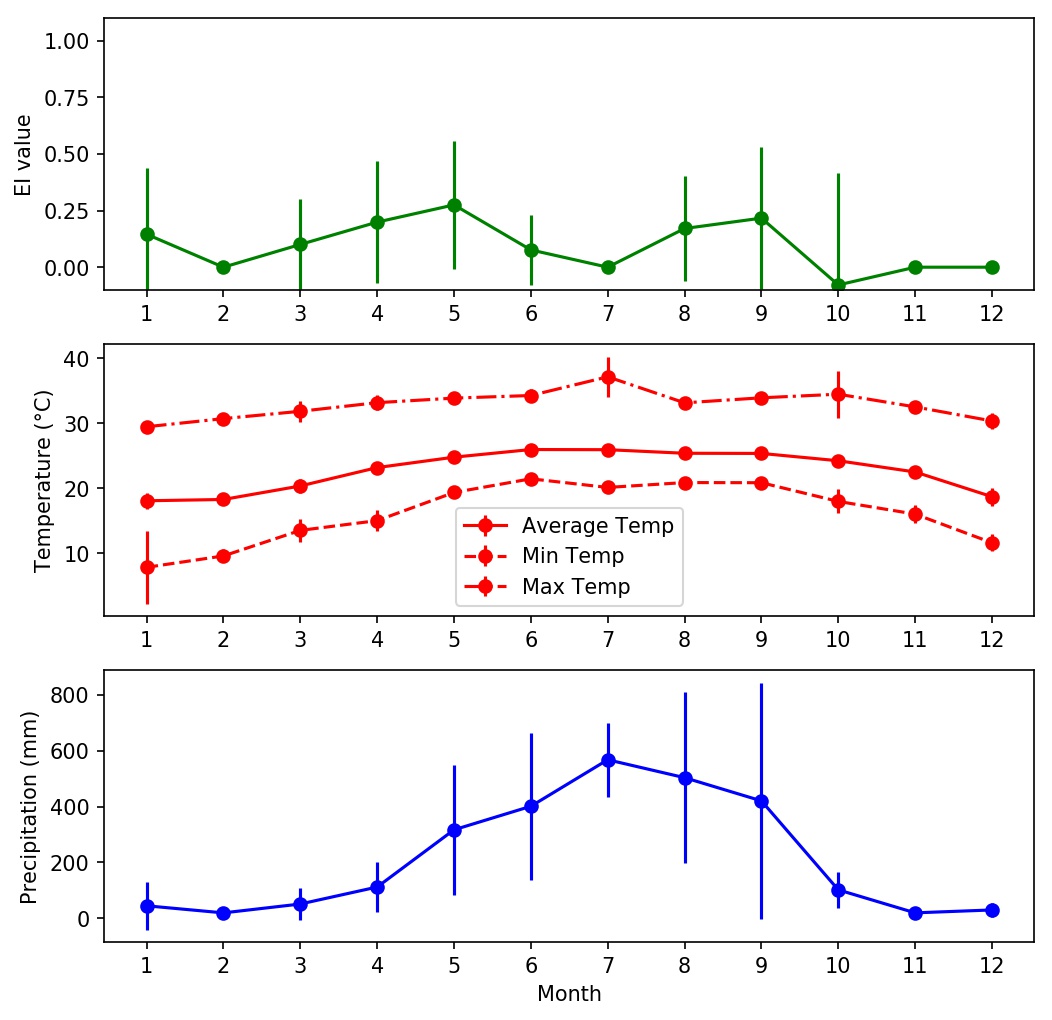 1.00
0.75
0.50
0.25
0.00
EI value
1 2 3 4 5 6 7 8 9 10 11 12
40
30
20
10
Temperature (°C)
Average Temp
Min Temp
Max Temp
1 2 3 4 5 6 7 8 9 10 11 12
800
600
400
200
0
Precipitation (mm)
1 2 3 4 5 6 7 8 9 10 11 12
Month